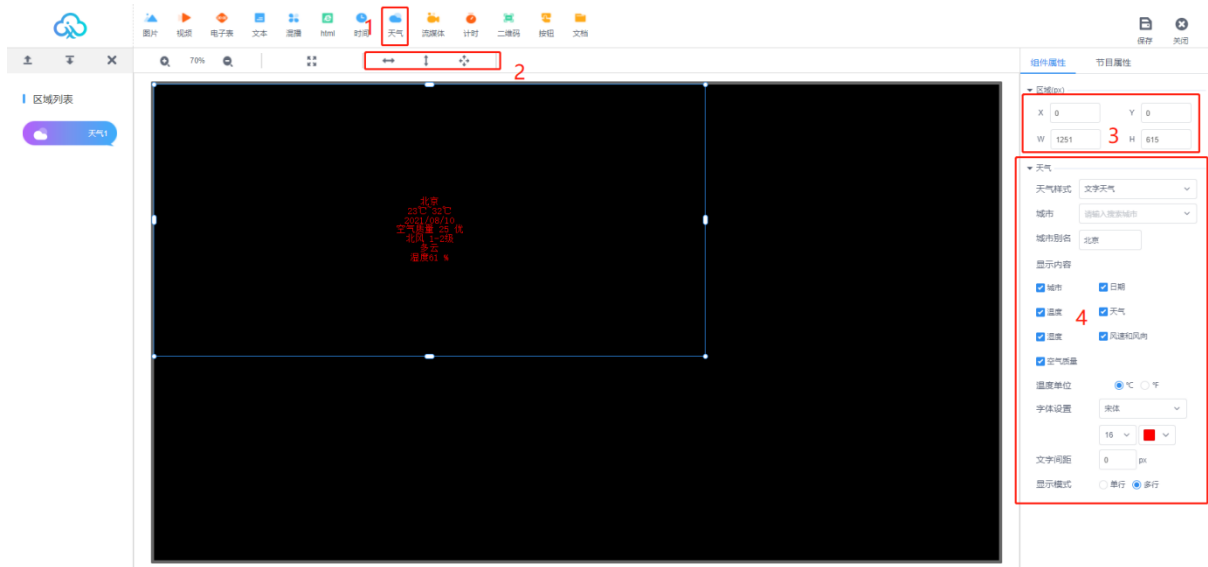 图片 视频 电子表 文本 混播 html 时间 天气 流媒体 计时 二维码 按钮 文档
1
保存 关闭
70%
2
组件属性 节目属性
区域列表
天气1
区域(px)
X 0 Y 0
W 1251 H 615
3
天气
天气样式 文字天气
城市 请输入搜索城市
城市别名 北京
显示内容
城市 日期
温度 天气
湿度 风速和风向
空气质量
4
温度单位 ℃ ℉
字体设置 宋体
16
文字间距 0 px
显示模式 单行 多行
北京
23℃ 32℃
2021/08/10
空气质量 25 优
北风 1~2级
多云
湿度61 %